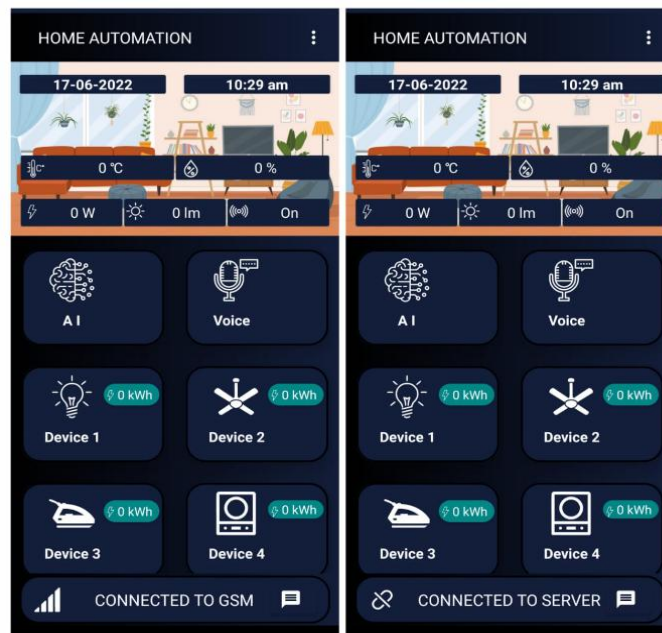 HOME AUTOMATION
17-06-2022 10:29 am
0 °C 0 %
0 W 0 lm On
A I Voice
0 kWh 0 kWh
Device 1 Device 2
0 kWh 0 kWh
Device 3 Device 4
CONNECTED TO GSM
HOME AUTOMATION
17-06-2022 10:29 am
0 °C 0 %
0 W 0 lm On
A I Voice
0 kWh 0 kWh
Device 1 Device 2
0 kWh 0 kWh
Device 3 Device 4
CONNECTED TO SERVER